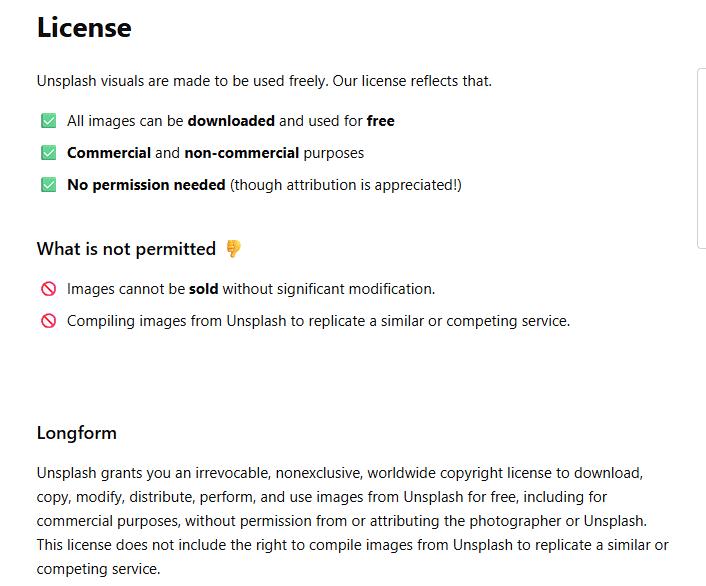 License
Unsplash visuals are made to be used freely. Our license reflects that.
All images can be downloaded and used for free
Commercial and non-commercial purposes
No permission needed (though attribution is appreciated!)
What is not permitted 👎
Images cannot be sold without significant modification.
Compiling images from Unsplash to replicate a similar or competing service.
Longform
Unsplash grants you an irrevocable, nonexclusive, worldwide copyright license to download,
copy, modify, distribute, perform, and use images from Unsplash for free, including for
commercial purposes, without permission from or attributing the photographer or Unsplash.
This license does not include the right to compile images from Unsplash to replicate a similar or
competing service.